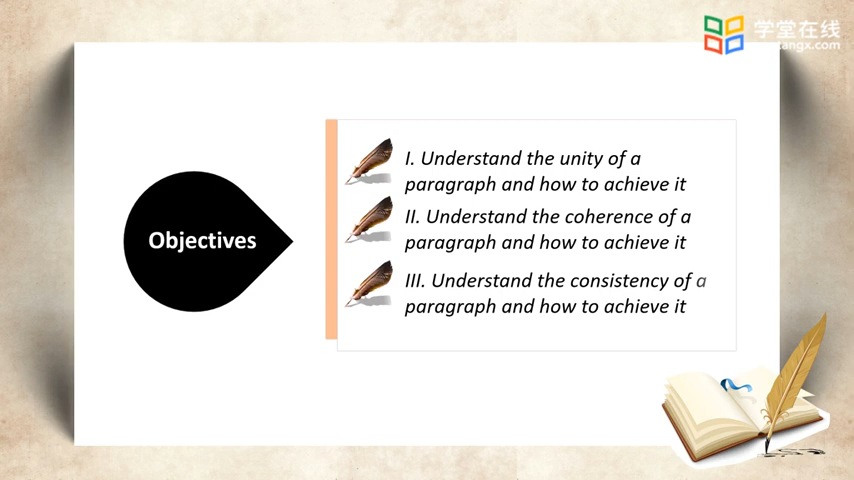 学堂在线
Objectives
I. Understand the unity of a
paragraph and how to achieve it
II. Understand the coherence of a
paragraph and how to achieve it
III. Understand the consistency of a
paragraph and how to achieve it